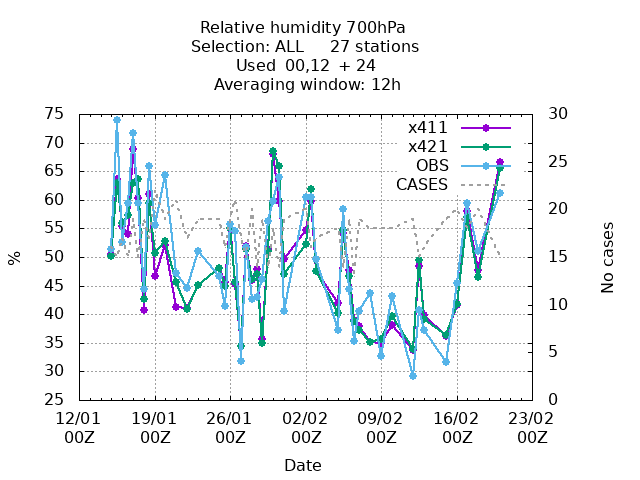 Relative humidity 700hPa
Selection: ALL 27 stations
Used 00,12 + 24
Averaging window: 12h
75 30
70
65 25
60
55 20
50 15
45
40 10
35
30 5
25 0
x411
x421
OBS
CASES
%
No cases
12/01 19/01 26/01 02/02 09/02 16/02 23/02
00Z 00Z 00Z 00Z 00Z 00Z 00Z
Date